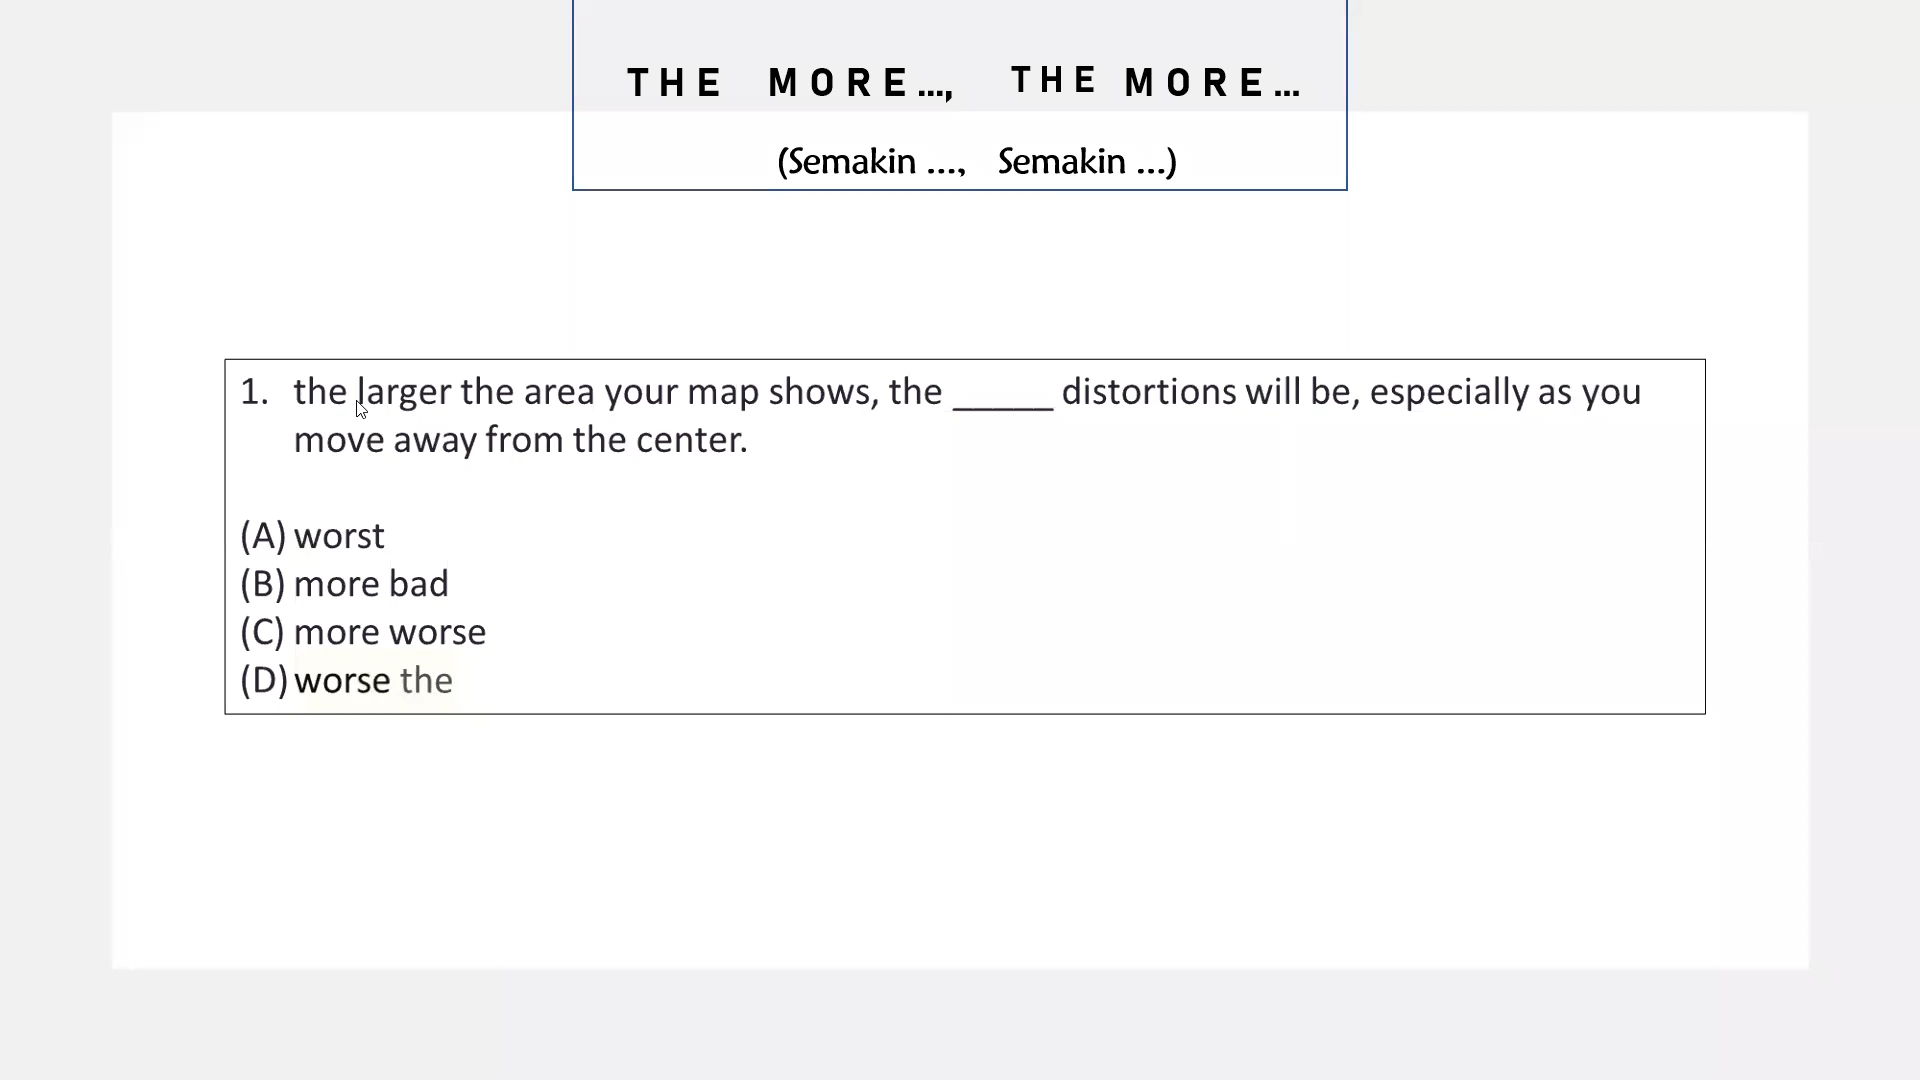 THE MORE..., THE MORE...
(Semakin ..., Semakin ...)
1. the larger the area your map shows, the _____ distortions will be, especially as you
move away from the center.
(A) worst
(B) more bad
(C) more worse
(D) worse the